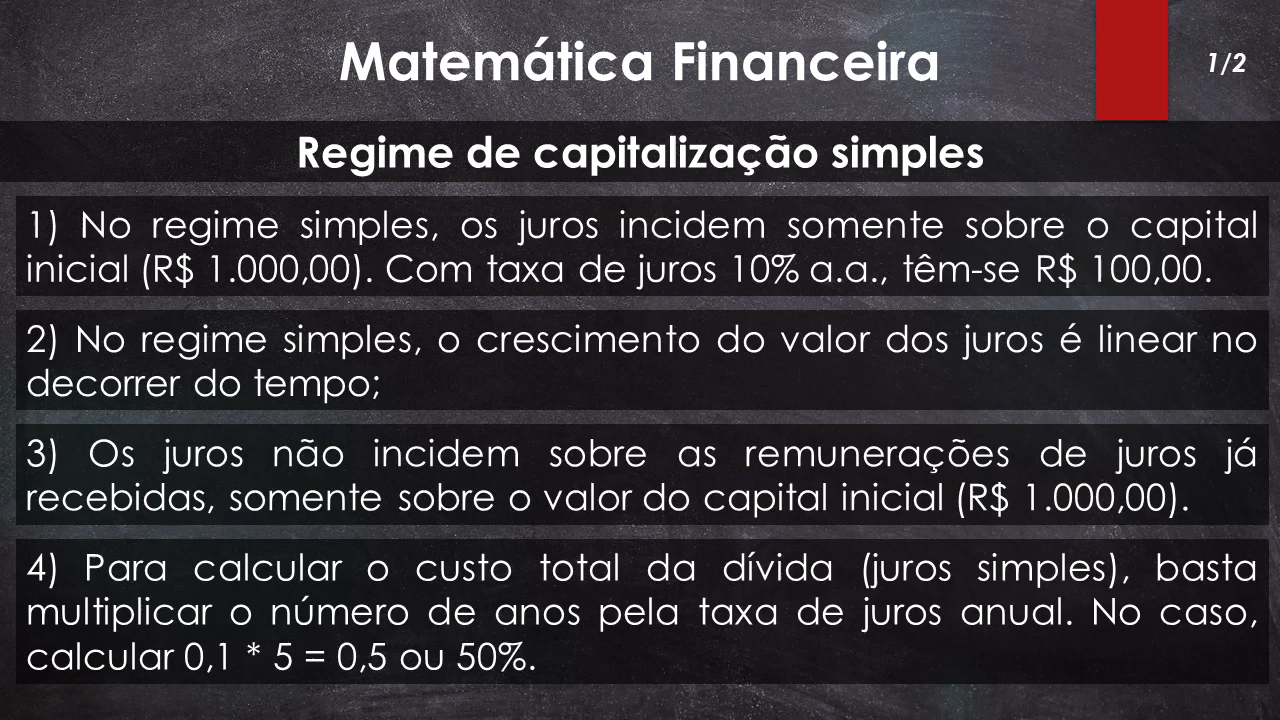 Matemática Financeira
1/2
Regime de capitalização simples
1) No regime simples, os juros incidem somente sobre o capital
inicial (R$ 1.000,00). Com taxa de juros 10% a.a., têm-se R$ 100,00.
2) No regime simples, o crescimento do valor dos juros é linear no
decorrer do tempo;
3) Os juros não incidem sobre as remunerações de juros já
recebidas, somente sobre o valor do capital inicial (R$ 1.000,00).
4) Para calcular o custo total da dívida (juros simples), basta
multiplicar o número de anos pela taxa de juros anual. No caso,
calcular 0,1 * 5 = 0,5 ou 50%.